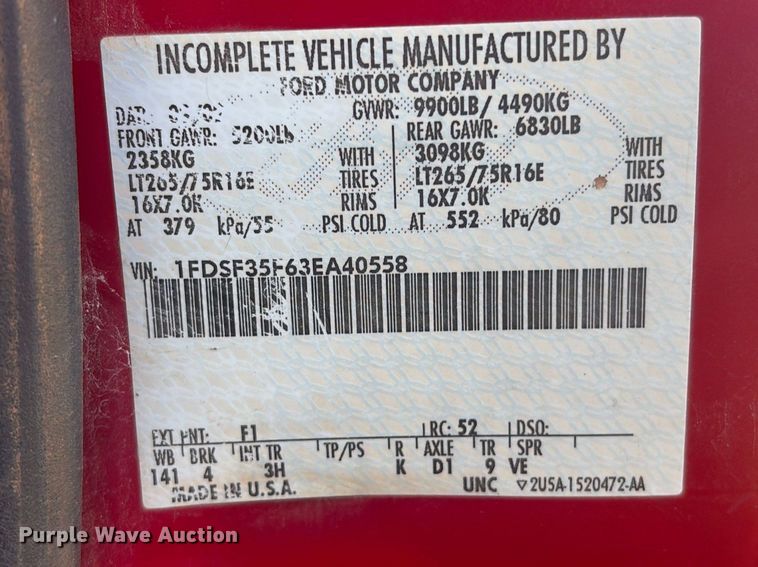 INCOMPLETE VEHICLE MANUFACTURED BY
FORD MOTOR COMPANY
GVWR: 9900LB/ 4490KG
FRONT GAWR: 5200LB
REAR GAWR: 6830LB
2358KG WITH 3098KG WITH
LT265/75R16E TIRES LT265/75R16E TIRES
16X7.0K RIMS 16X7.0K RIMS
AT 379 kPa/55 PSI COLD AT 552 kPa/80 PSI COLD
VIN: 1FDSF35F63EA40558
EXT PNT: F1 RC: 52 DSO:
WB BRK INT TR TP/PS R AXLE TR SPR
141 4 3H K D1 9 VE
MADE IN U.S.A. UNC ▽2U5A-1520472-AA
Purple Wave Auction